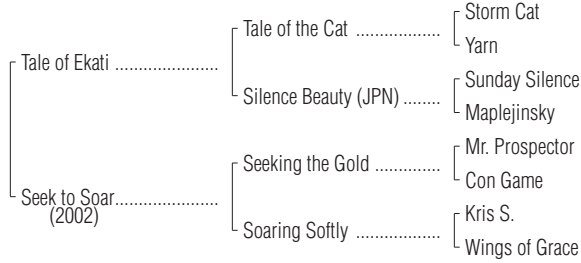 Storm Cat
Tale of the Cat ..................
Yarn
Tale of Ekati ......................
Sunday Silence
Silence Beauty (JPN) ........
Maplejinsky
Mr. Prospector
Seeking the Gold ..............
Con Game
Seek to Soar......................
(2002)
Kris S.
Soaring Softly ..................
Wings of Grace